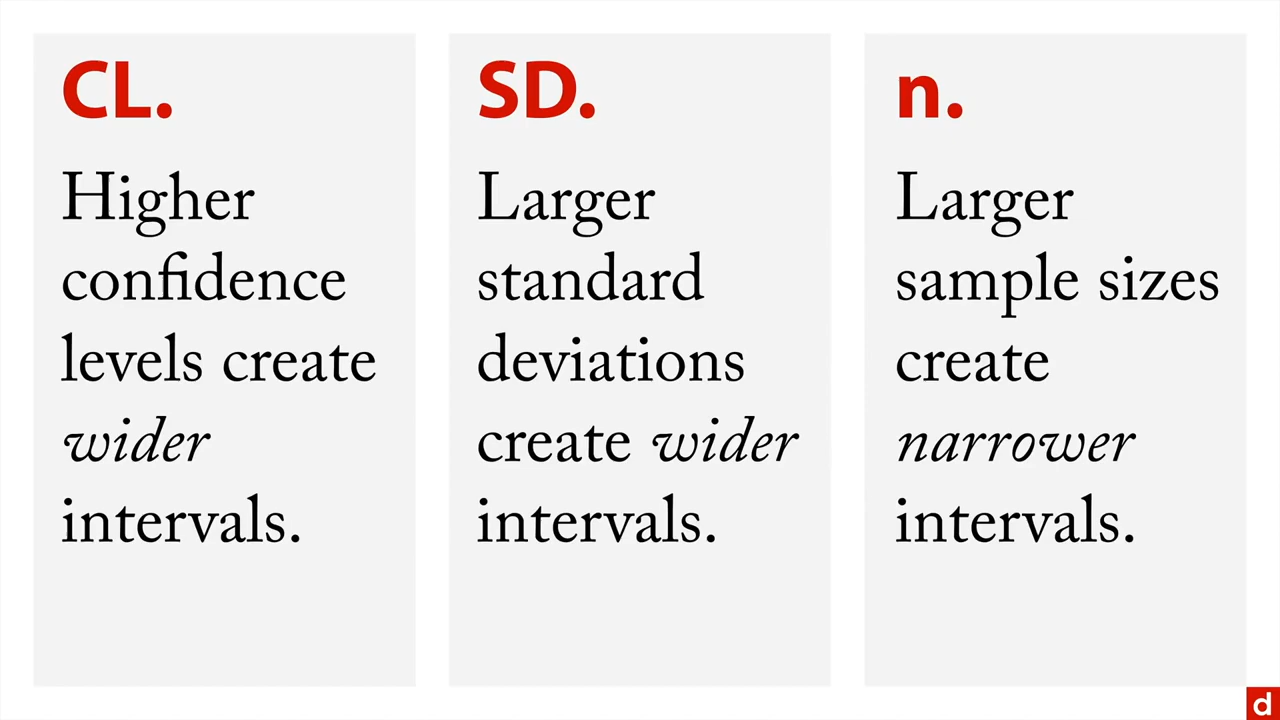 CL.
Higher
confidence
levels create
wider
intervals.
SD.
Larger
standard
deviations
create wider
intervals.
n.
Larger
sample sizes
create
narrower
intervals.
d